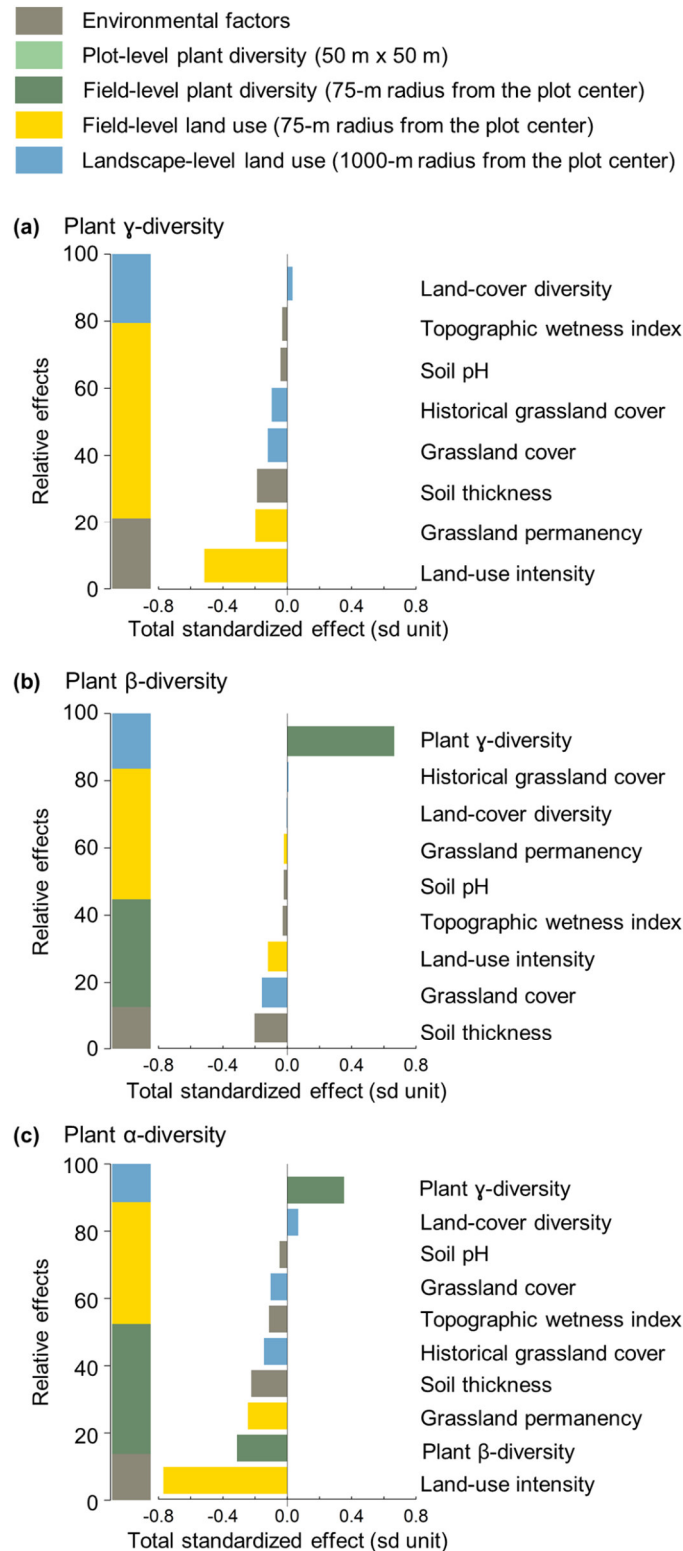 Environmental factors
Plot-level plant diversity (50 m x 50 m)
Field-level plant diversity (75-m radius from the plot center)
Field-level land use (75-m radius from the plot center)
Landscape-level land use (1000-m radius from the plot center)
(a) Plant ɣ-diversity
100
80
60
40
20
0
Relative effects
Land-cover diversity
Topographic wetness index
Soil pH
Historical grassland cover
Grassland cover
Soil thickness
Grassland permanency
Land-use intensity
-0.8 -0.4 0.0 0.4 0.8
Total standardized effect (sd unit)
(b) Plant β-diversity
100
80
60
40
20
0
Relative effects
Plant ɣ-diversity
Historical grassland cover
Land-cover diversity
Grassland permanency
Soil pH
Topographic wetness index
Land-use intensity
Grassland cover
Soil thickness
-0.8 -0.4 0.0 0.4 0.8
Total standardized effect (sd unit)
(c) Plant α-diversity
100
80
60
40
20
0
Relative effects
Plant ɣ-diversity
Land-cover diversity
Soil pH
Grassland cover
Topographic wetness index
Historical grassland cover
Soil thickness
Grassland permanency
Plant β-diversity
Land-use intensity
-0.8 -0.4 0.0 0.4 0.8
Total standardized effect (sd unit)